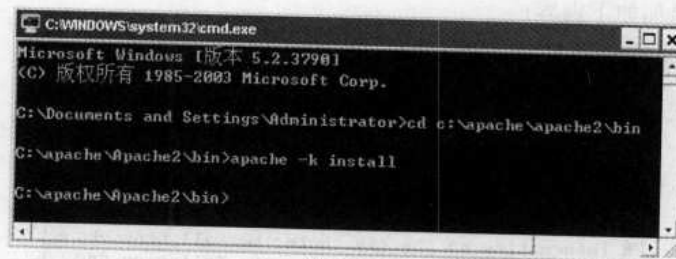 C:\WINDOWS\system32\cmd.exe
Microsoft Windows [版本 5.2.3790]
(C) 版权所有 1985-2003 Microsoft Corp.
C:\Documents and Settings\Administrator>cd c:\apache\apache2\bin
C:\apache\Apache2\bin>apache -k install
C:\apache\Apache2\bin>